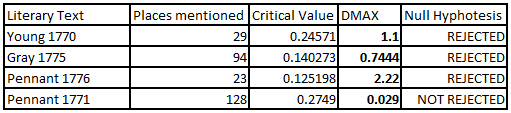 Literary Text Places mentioned Critical Value DMAX Null Hyphotesis
Young 1770 29 0.24571 1.1 REJECTED
Gray 1775 94 0.140273 0.7444 REJECTED
Pennant 1776 23 0.125198 2.22 REJECTED
Pennant 1771 128 0.2749 0.029 NOT REJECTED